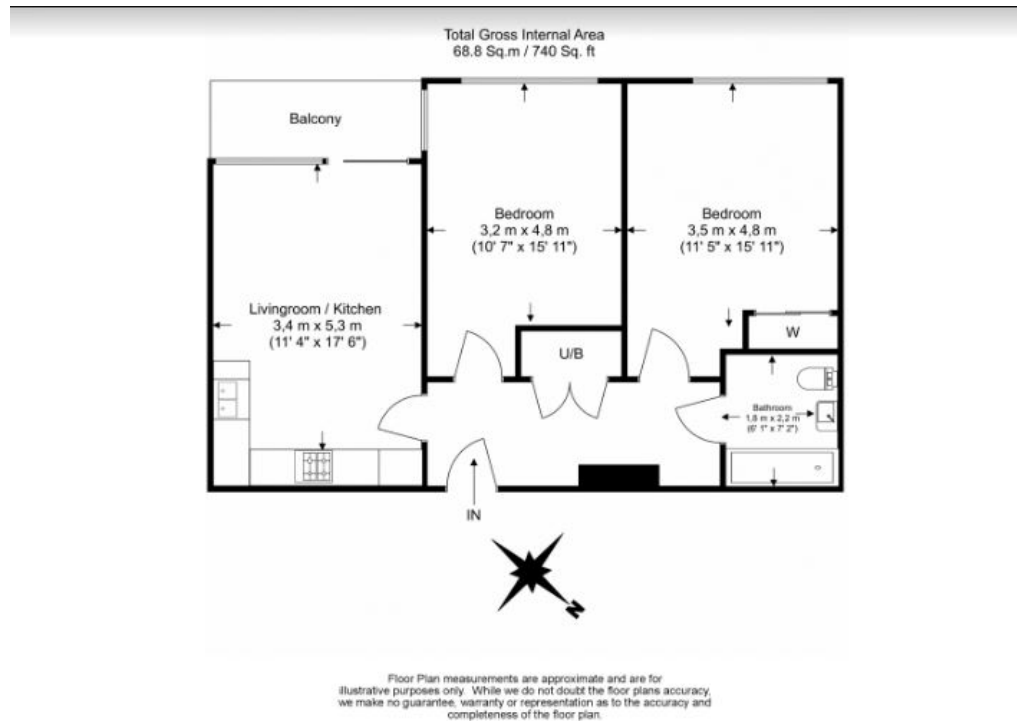 Total Gross Internal Area
68.8 Sq.m / 740 Sq. ft
Balcony
Bedroom
3,2 m x 4,8 m
(10' 7" x 15' 11")
Bedroom
3,5 m x 4,8 m
(11' 5" x 15' 11")
Livingroom / Kitchen
3,4 m x 5,3 m
(11' 4" x 17' 6")
W
U/B
Bathroom
1,8 m x 2,2 m
(6' 1" x 7' 2")
IN
N
Floor Plan measurements are approximate and are for
illustrative purposes only. While we do not doubt the floor plans accuracy,
we make no guarantee, warranty or representation as to the accuracy and
completeness of the floor plan.